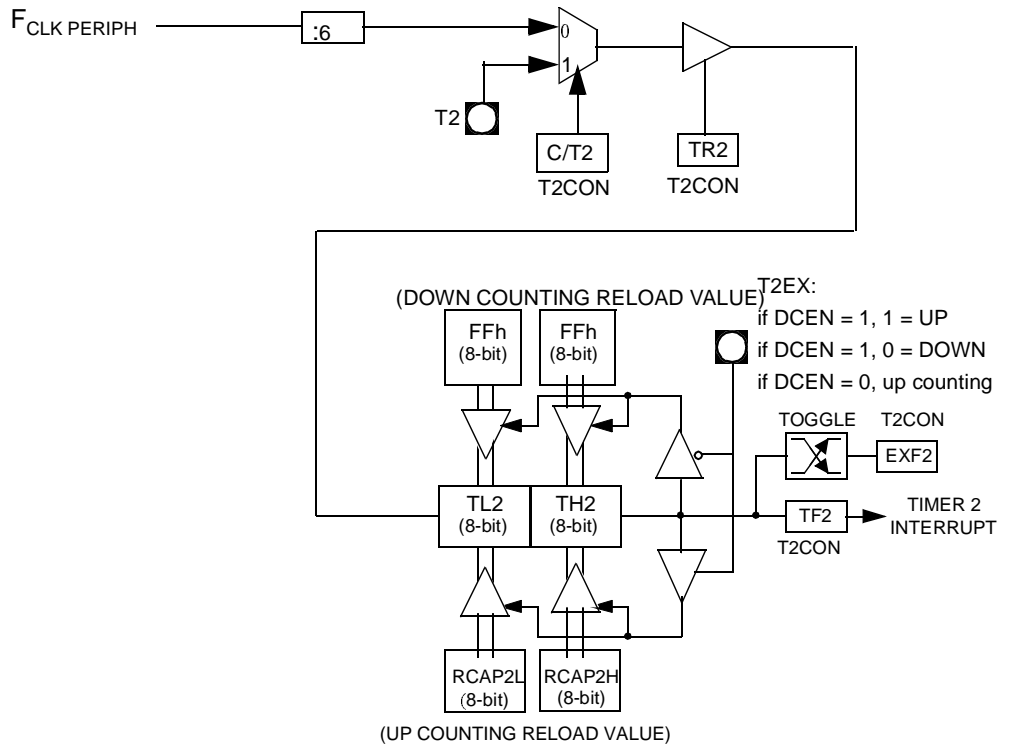 FCLK PERIPH
:6
0
1
T2
C/T2
T2CON
TR2
T2CON
(DOWN COUNTING RELOAD VALUE)
T2EX:
if DCEN = 1, 1 = UP
if DCEN = 1, 0 = DOWN
if DCEN = 0, up counting
FFh
(8-bit)
FFh
(8-bit)
TOGGLE
T2CON
EXF2
TL2
(8-bit)
TH2
(8-bit)
TF2
T2CON
TIMER 2
INTERRUPT
RCAP2L
(8-bit)
RCAP2H
(8-bit)
(UP COUNTING RELOAD VALUE)